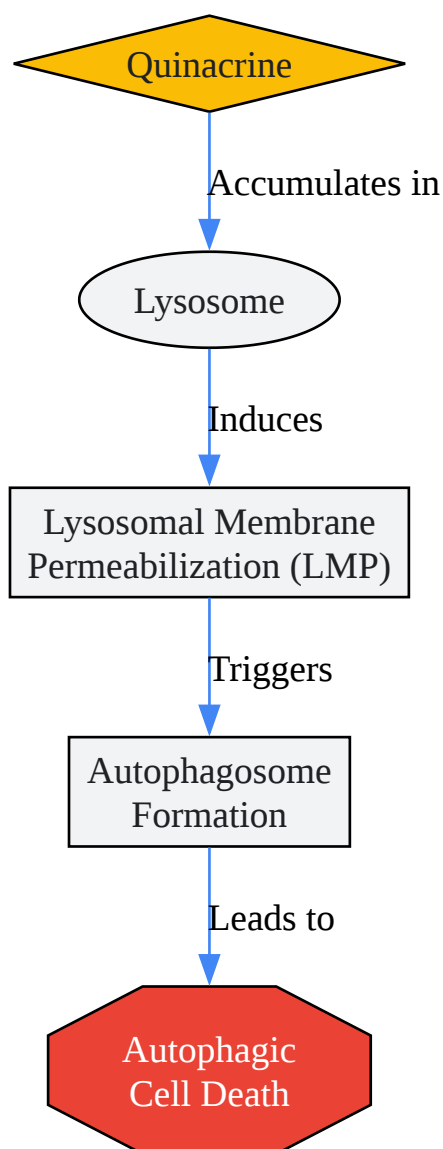 Quinacrine
Accumulates in
Lysosome
Induces
Lysosomal Membrane
Permeabilization (LMP)
Triggers
Autophagosome
Formation
Leads to
Autophagic
Cell Death